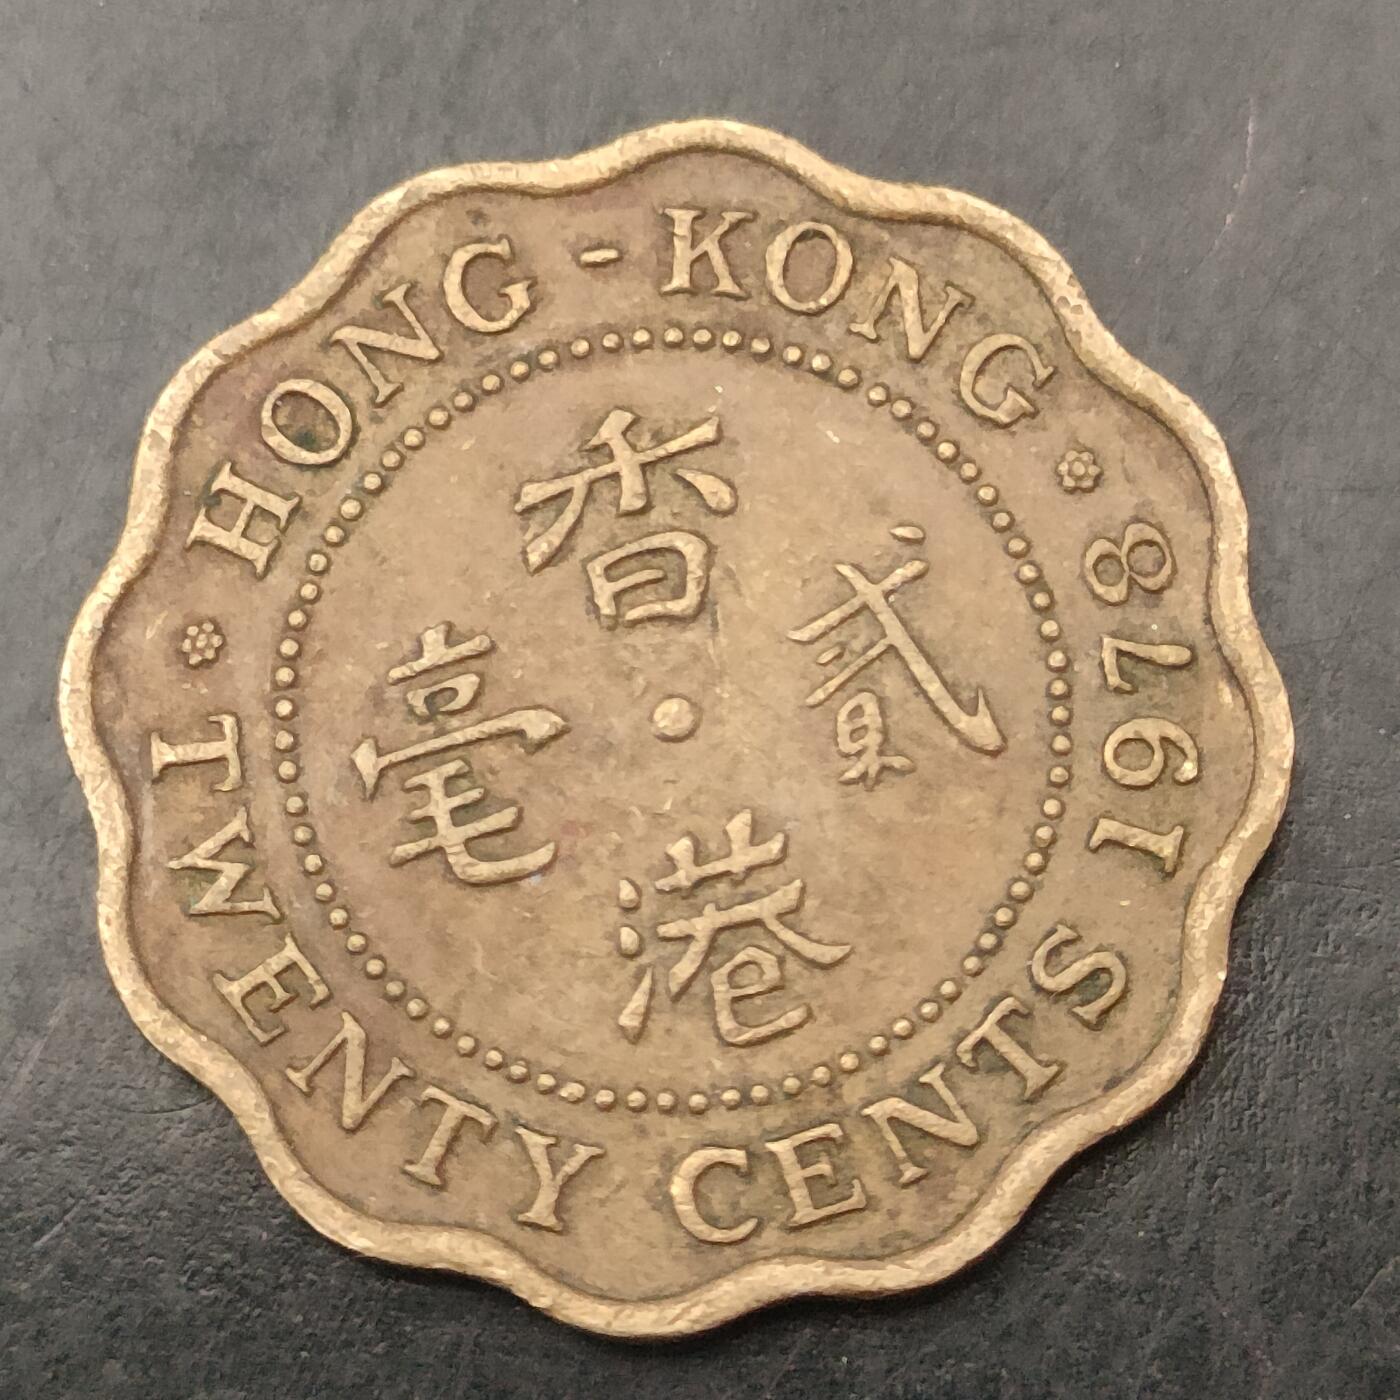 HONG - KONG
1978
TWENTY CENTS
香港
貳毫